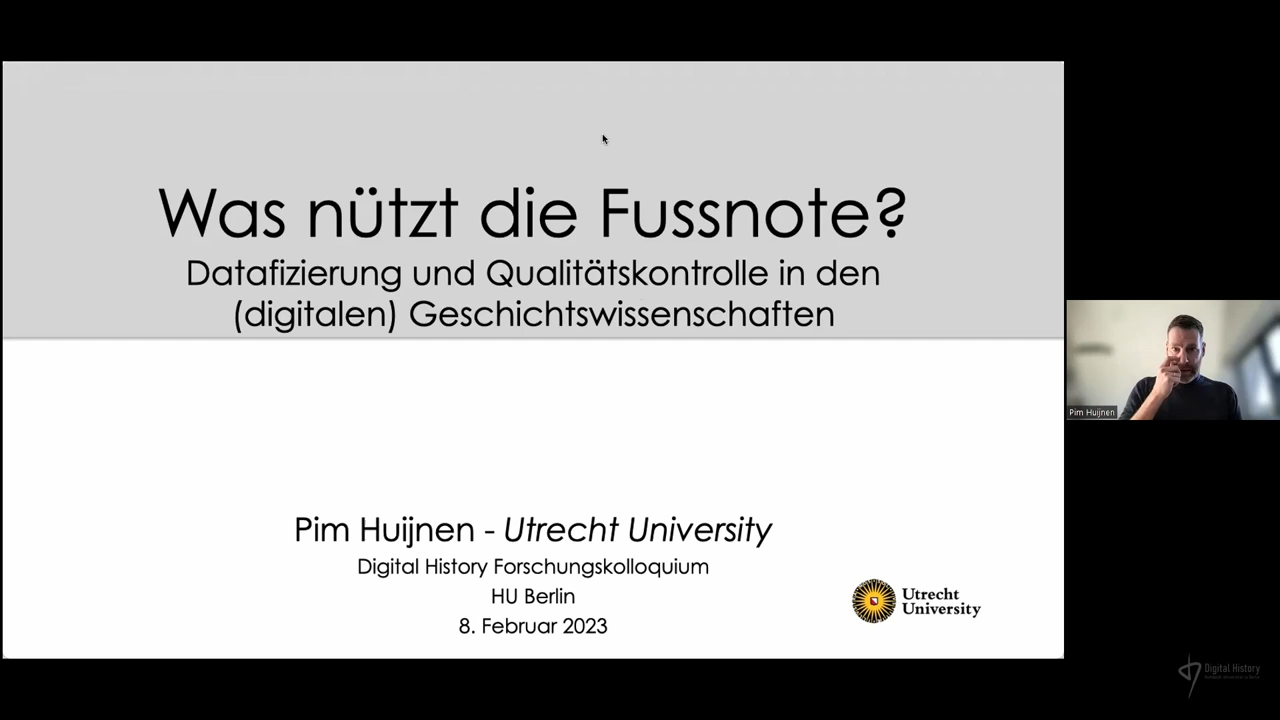 Was nützt die Fussnote?
Datafizierung und Qualitätskontrolle in den
(digitalen) Geschichtswissenschaften
Pim Huijnen - Utrecht University
Digital History Forschungskolloquium
HU Berlin
8. Februar 2023
Utrecht
University
Pim Huijnen
Digital History